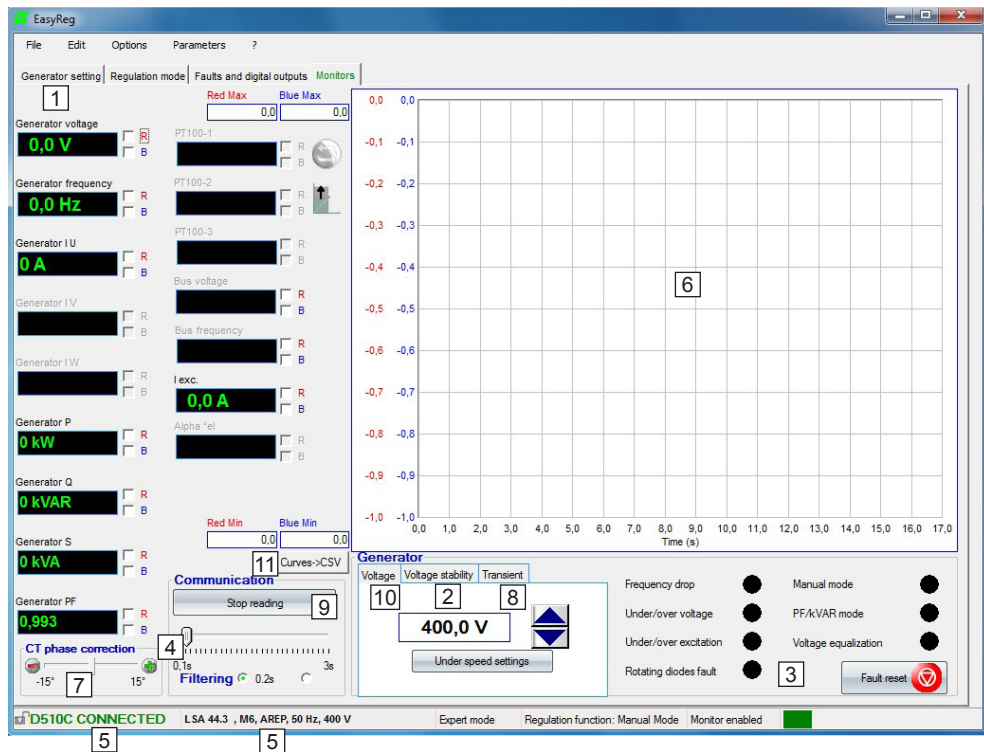 EasyReg
File Edit Options Parameters ?
Generator setting Regulation mode Faults and digital outputs Monitors
1
Red Max Blue Max
0,0 0,0
Generator voltage
0,0 V
R
B
Generator frequency
0,0 Hz
R
B
Generator I U
0 A
R
B
Generator I V
R
B
Generator I W
R
B
Generator P
0 kW
R
B
Generator Q
0 kVAR
R
B
Generator S
0 kVA
R
B
Generator PF
0,993
R
B
CT phase correction
-15° 7 15°
PT100-1
R
B
PT100-2
R
B
PT100-3
R
B
Bus voltage
R
B
Bus frequency
R
B
I exc.
0,0 A
R
B
Alpha °el
R
B
Red Min Blue Min
0,0 0,0
11 Curves->CSV
Communication
Stop reading 9
4
0,1s 3s
Filtering 0.2s
0,0 0,0
-0,1 -0,1
-0,2 -0,2
-0,3 -0,3
-0,4 -0,4
6
-0,5 -0,5
-0,6 -0,6
-0,7 -0,7
-0,8 -0,8
-0,9 -0,9
-1,0 -1,0
0,0 1,0 2,0 3,0 4,0 5,0 6,0 7,0 8,0 9,0 10,0 11,0 12,0 13,0 14,0 15,0 16,0 17,0
Time (s)
Generator
Voltage Voltage stability Transient
10 2 8
400,0 V
Under speed settings
Frequency drop
Under/over voltage
Under/over excitation
Rotating diodes fault
Manual mode
PF/kVAR mode
Voltage equalization
3
Fault reset
D510C CONNECTED LSA 44.3 , M6, AREP, 50 Hz, 400 V Expert mode Regulation function: Manual Mode Monitor enabled
5 5